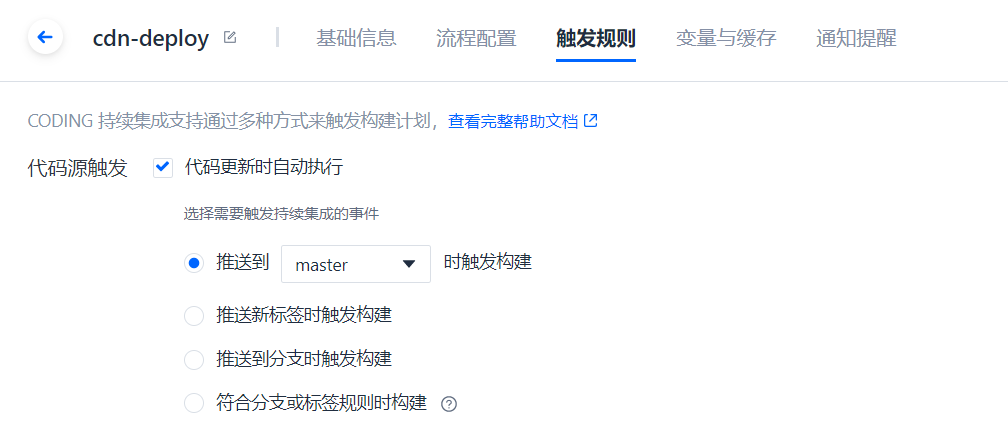 cdn-deploy 基础信息 流程配置 触发规则 变量与缓存 通知提醒
CODING 持续集成支持通过多种方式来触发构建计划，查看完整帮助文档
代码源触发 代码更新时自动执行
选择需要触发持续集成的事件
推送到 master 时触发构建
推送新标签时触发构建
推送到分支时触发构建
符合分支或标签规则时构建